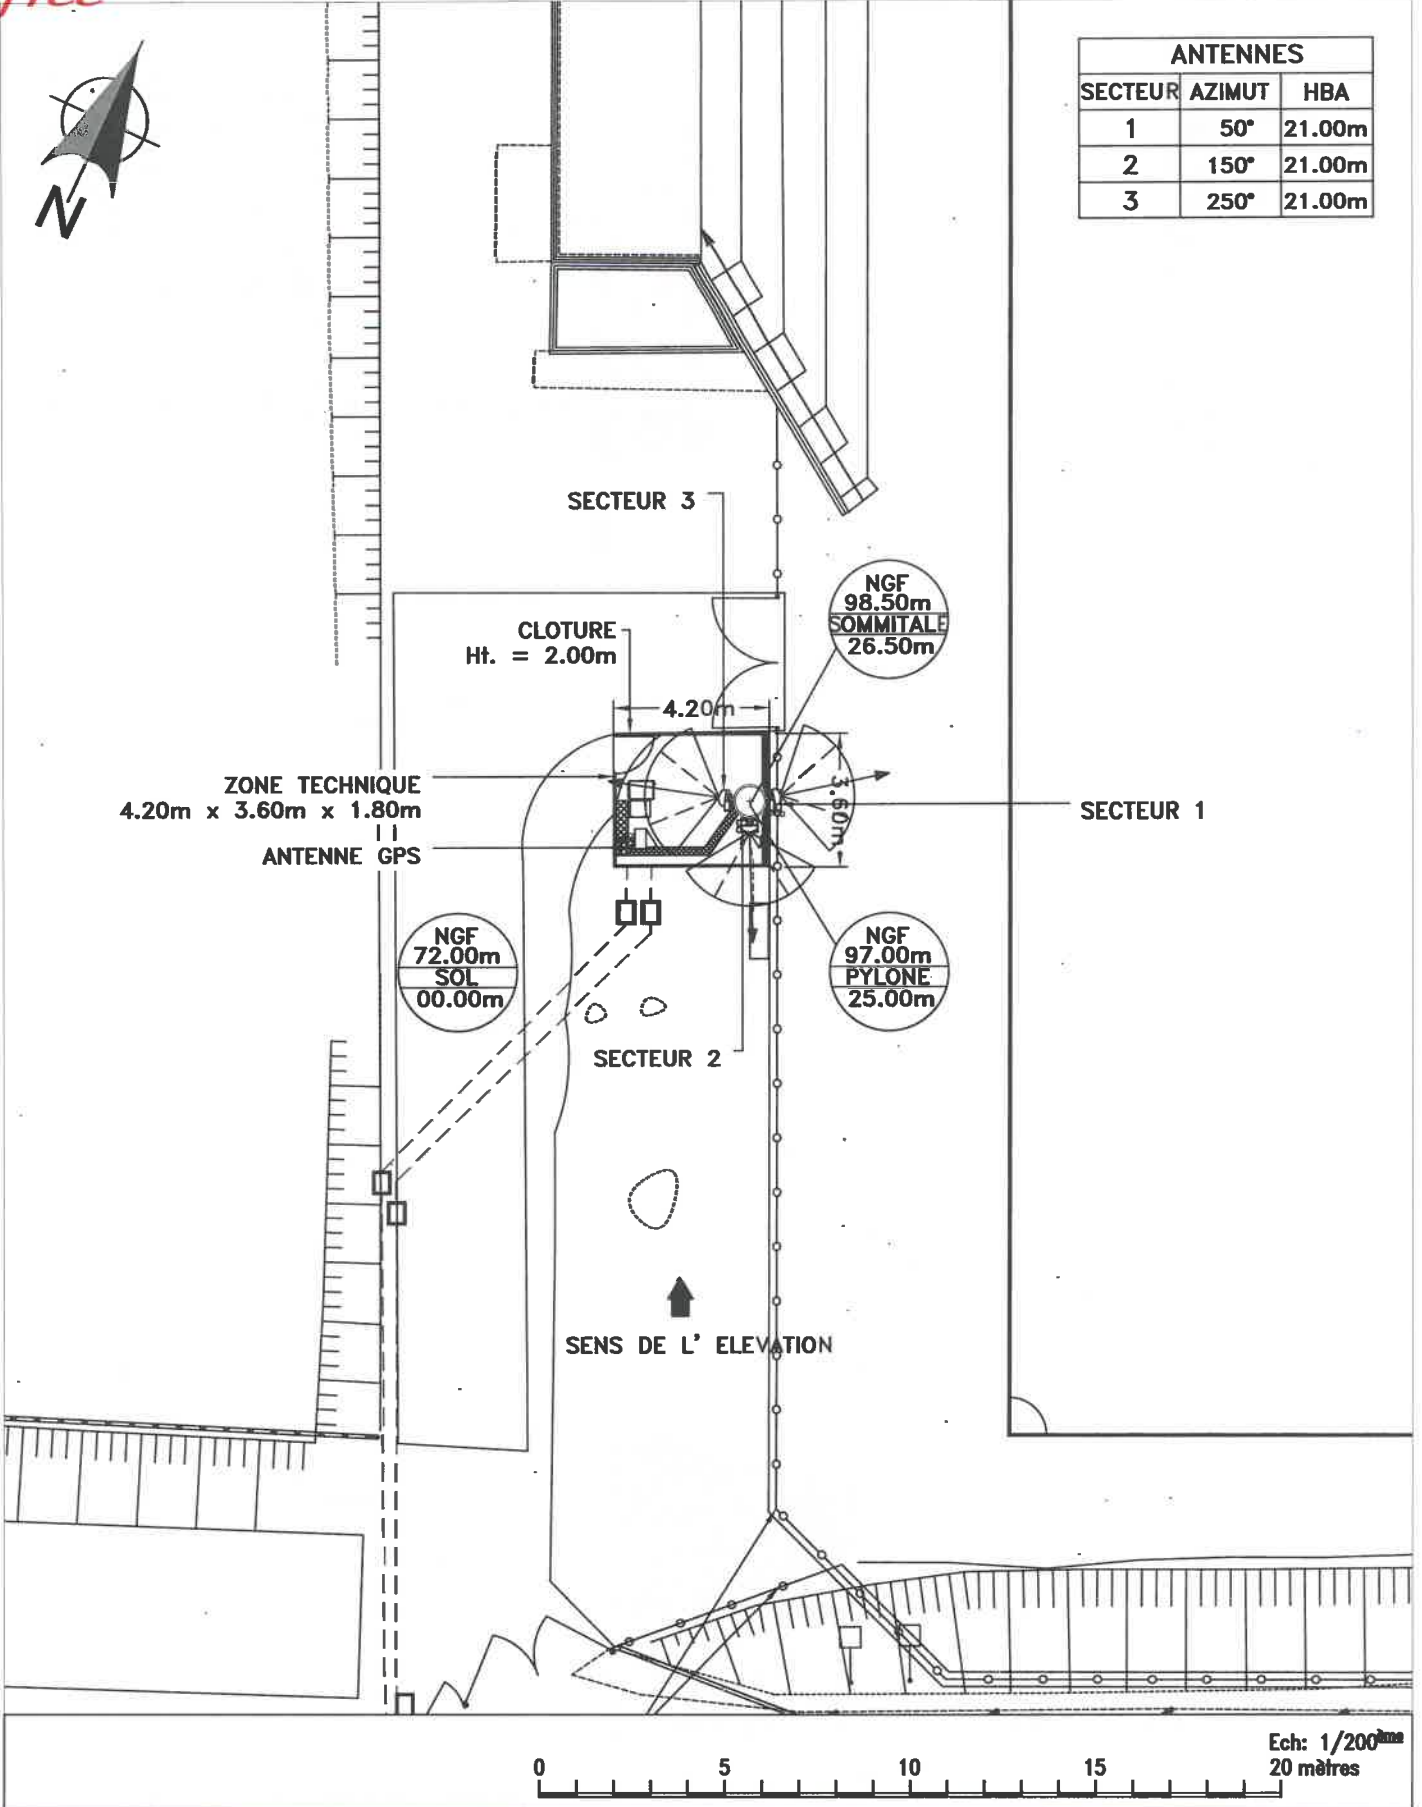 N
ANTENNES
SECTEUR AZIMUT HBA
1 50° 21.00m
2 150° 21.00m
3 250° 21.00m
SECTEUR 3
NGF
98.50m
SOMMITALE
26.50m
CLOTURE
Ht. = 2.00m
4.20m
ZONE TECHNIQUE
4.20m x 3.60m x 1.80m
3.60m
SECTEUR 1
ANTENNE GPS
NGF
72.00m
SOL
00.00m
NGF
97.00m
PYLONE
25.00m
SECTEUR 2
SENS DE L' ELEVATION
Ech: 1/200ème
0 5 10 15 20 mètres